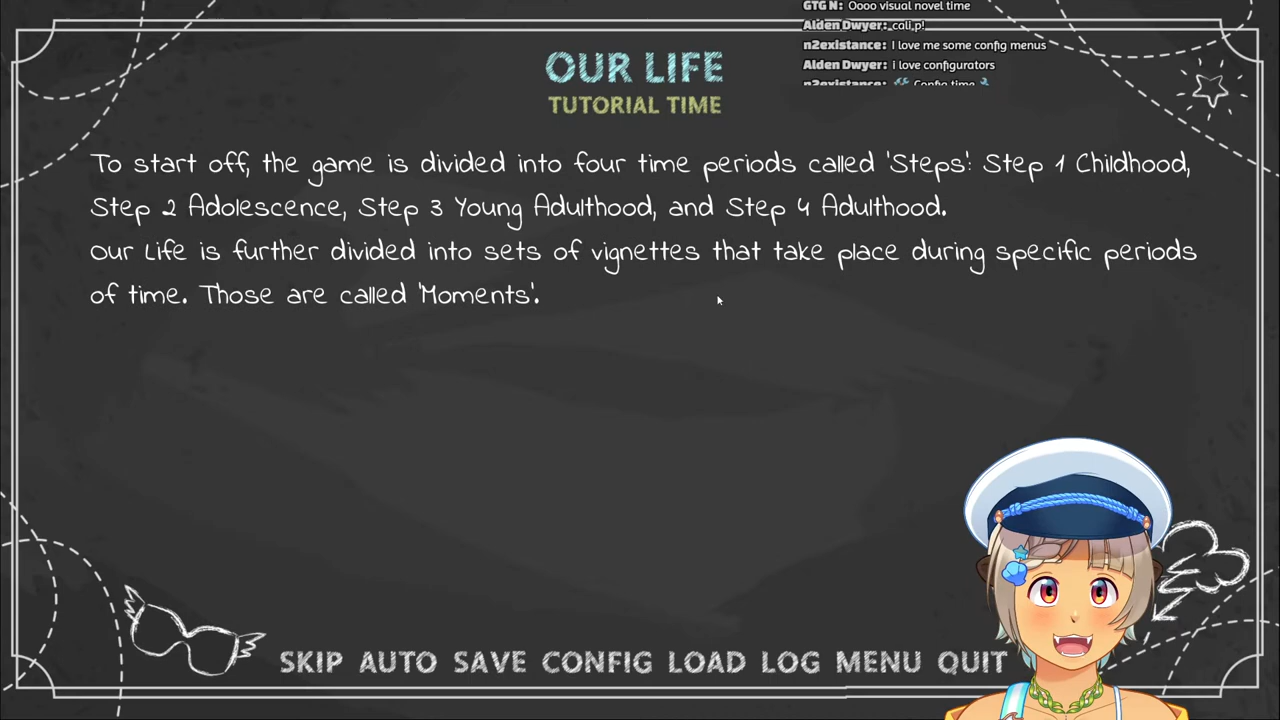 GTG N: Oooo visual novel time
Alden Dwyer: cali,p!
n2existance: I love me some config menus
Alden Dwyer: i love configurators
n2existance: 🛠 Config time 🔧
OUR LIFE
TUTORIAL TIME
To start off, the game is divided into four time periods called 'Steps': Step 1 Childhood,
Step 2 Adolescence, Step 3 Young Adulthood, and Step 4 Adulthood.
Our Life is further divided into sets of vignettes that take place during specific periods
of time. Those are called 'Moments'.
SKIP AUTO SAVE CONFIG LOAD LOG MENU QUIT